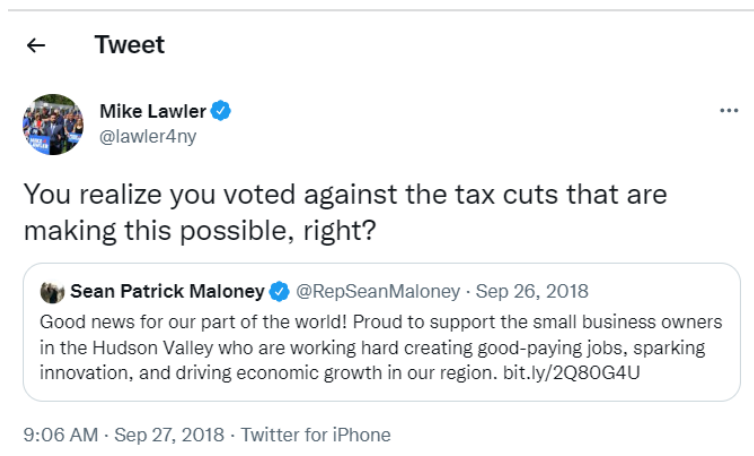 Tweet
Mike Lawler
@lawler4ny
You realize you voted against the tax cuts that are
making this possible, right?
Sean Patrick Maloney @RepSeanMaloney · Sep 26, 2018
Good news for our part of the world! Proud to support the small business owners
in the Hudson Valley who are working hard creating good-paying jobs, sparking
innovation, and driving economic growth in our region. bit.ly/2Q80G4U
9:06 AM · Sep 27, 2018 · Twitter for iPhone